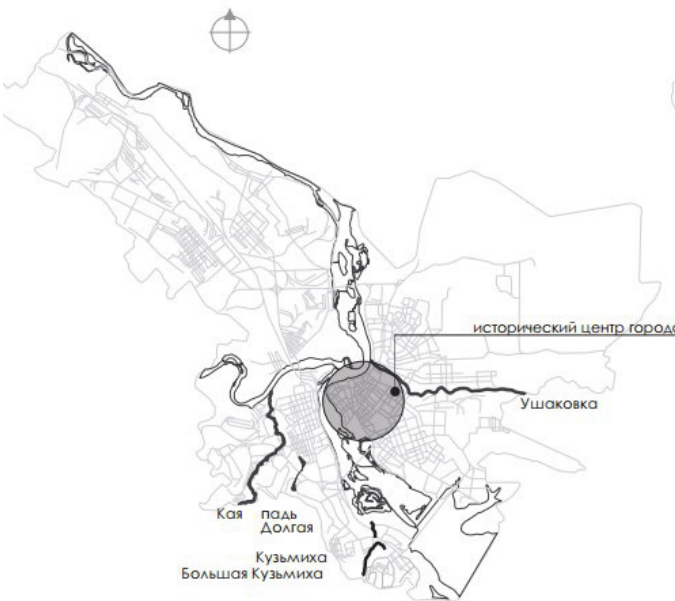 исторический центр города
Ушаковка
Кая падь
Долгая
Кузьмиха
Большая Кузьмиха